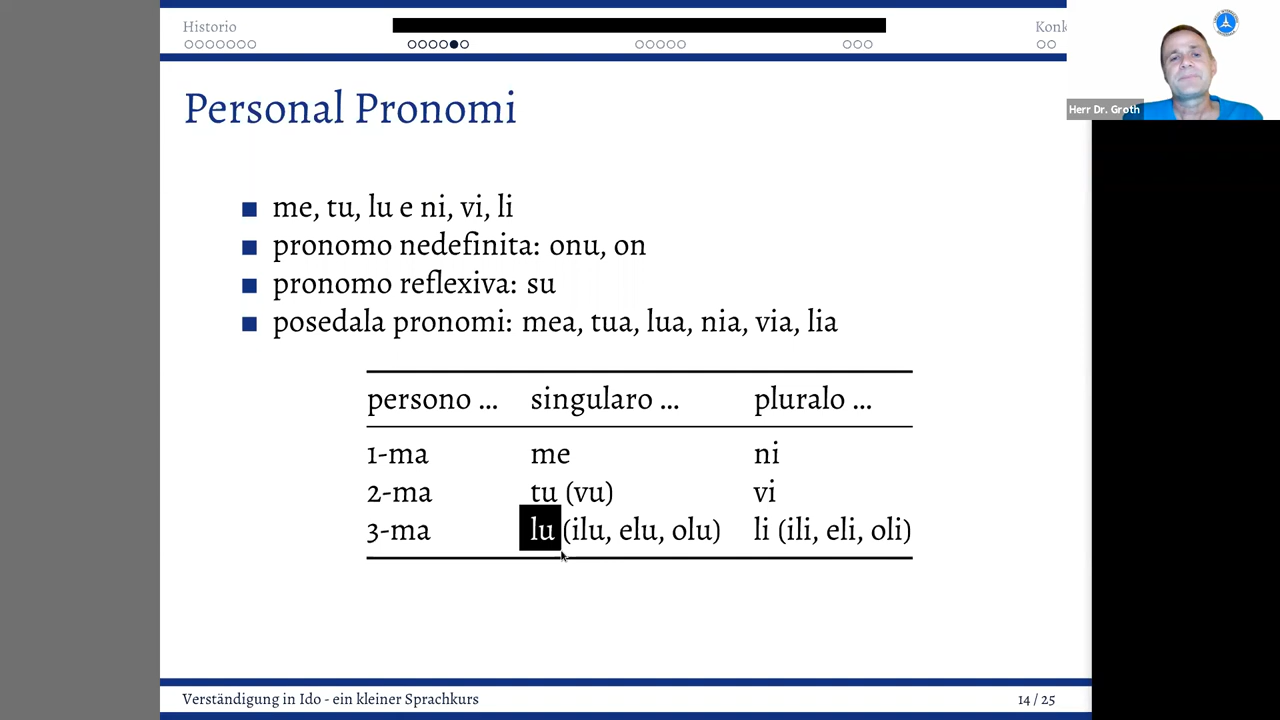 Historio
Konk
Herr Dr. Groth
Personal Pronomi
me, tu, lu e ni, vi, li
pronomo nedefinita: onu, on
pronomo reflexiva: su
posedala pronomi: mea, tua, lua, nia, via, lia
persono ... singularo ... pluralo ...
1-ma me ni
2-ma tu (vu) vi
3-ma lu (ilu, elu, olu) li (ili, eli, oli)
Verständigung in Ido - ein kleiner Sprachkurs 14 / 25